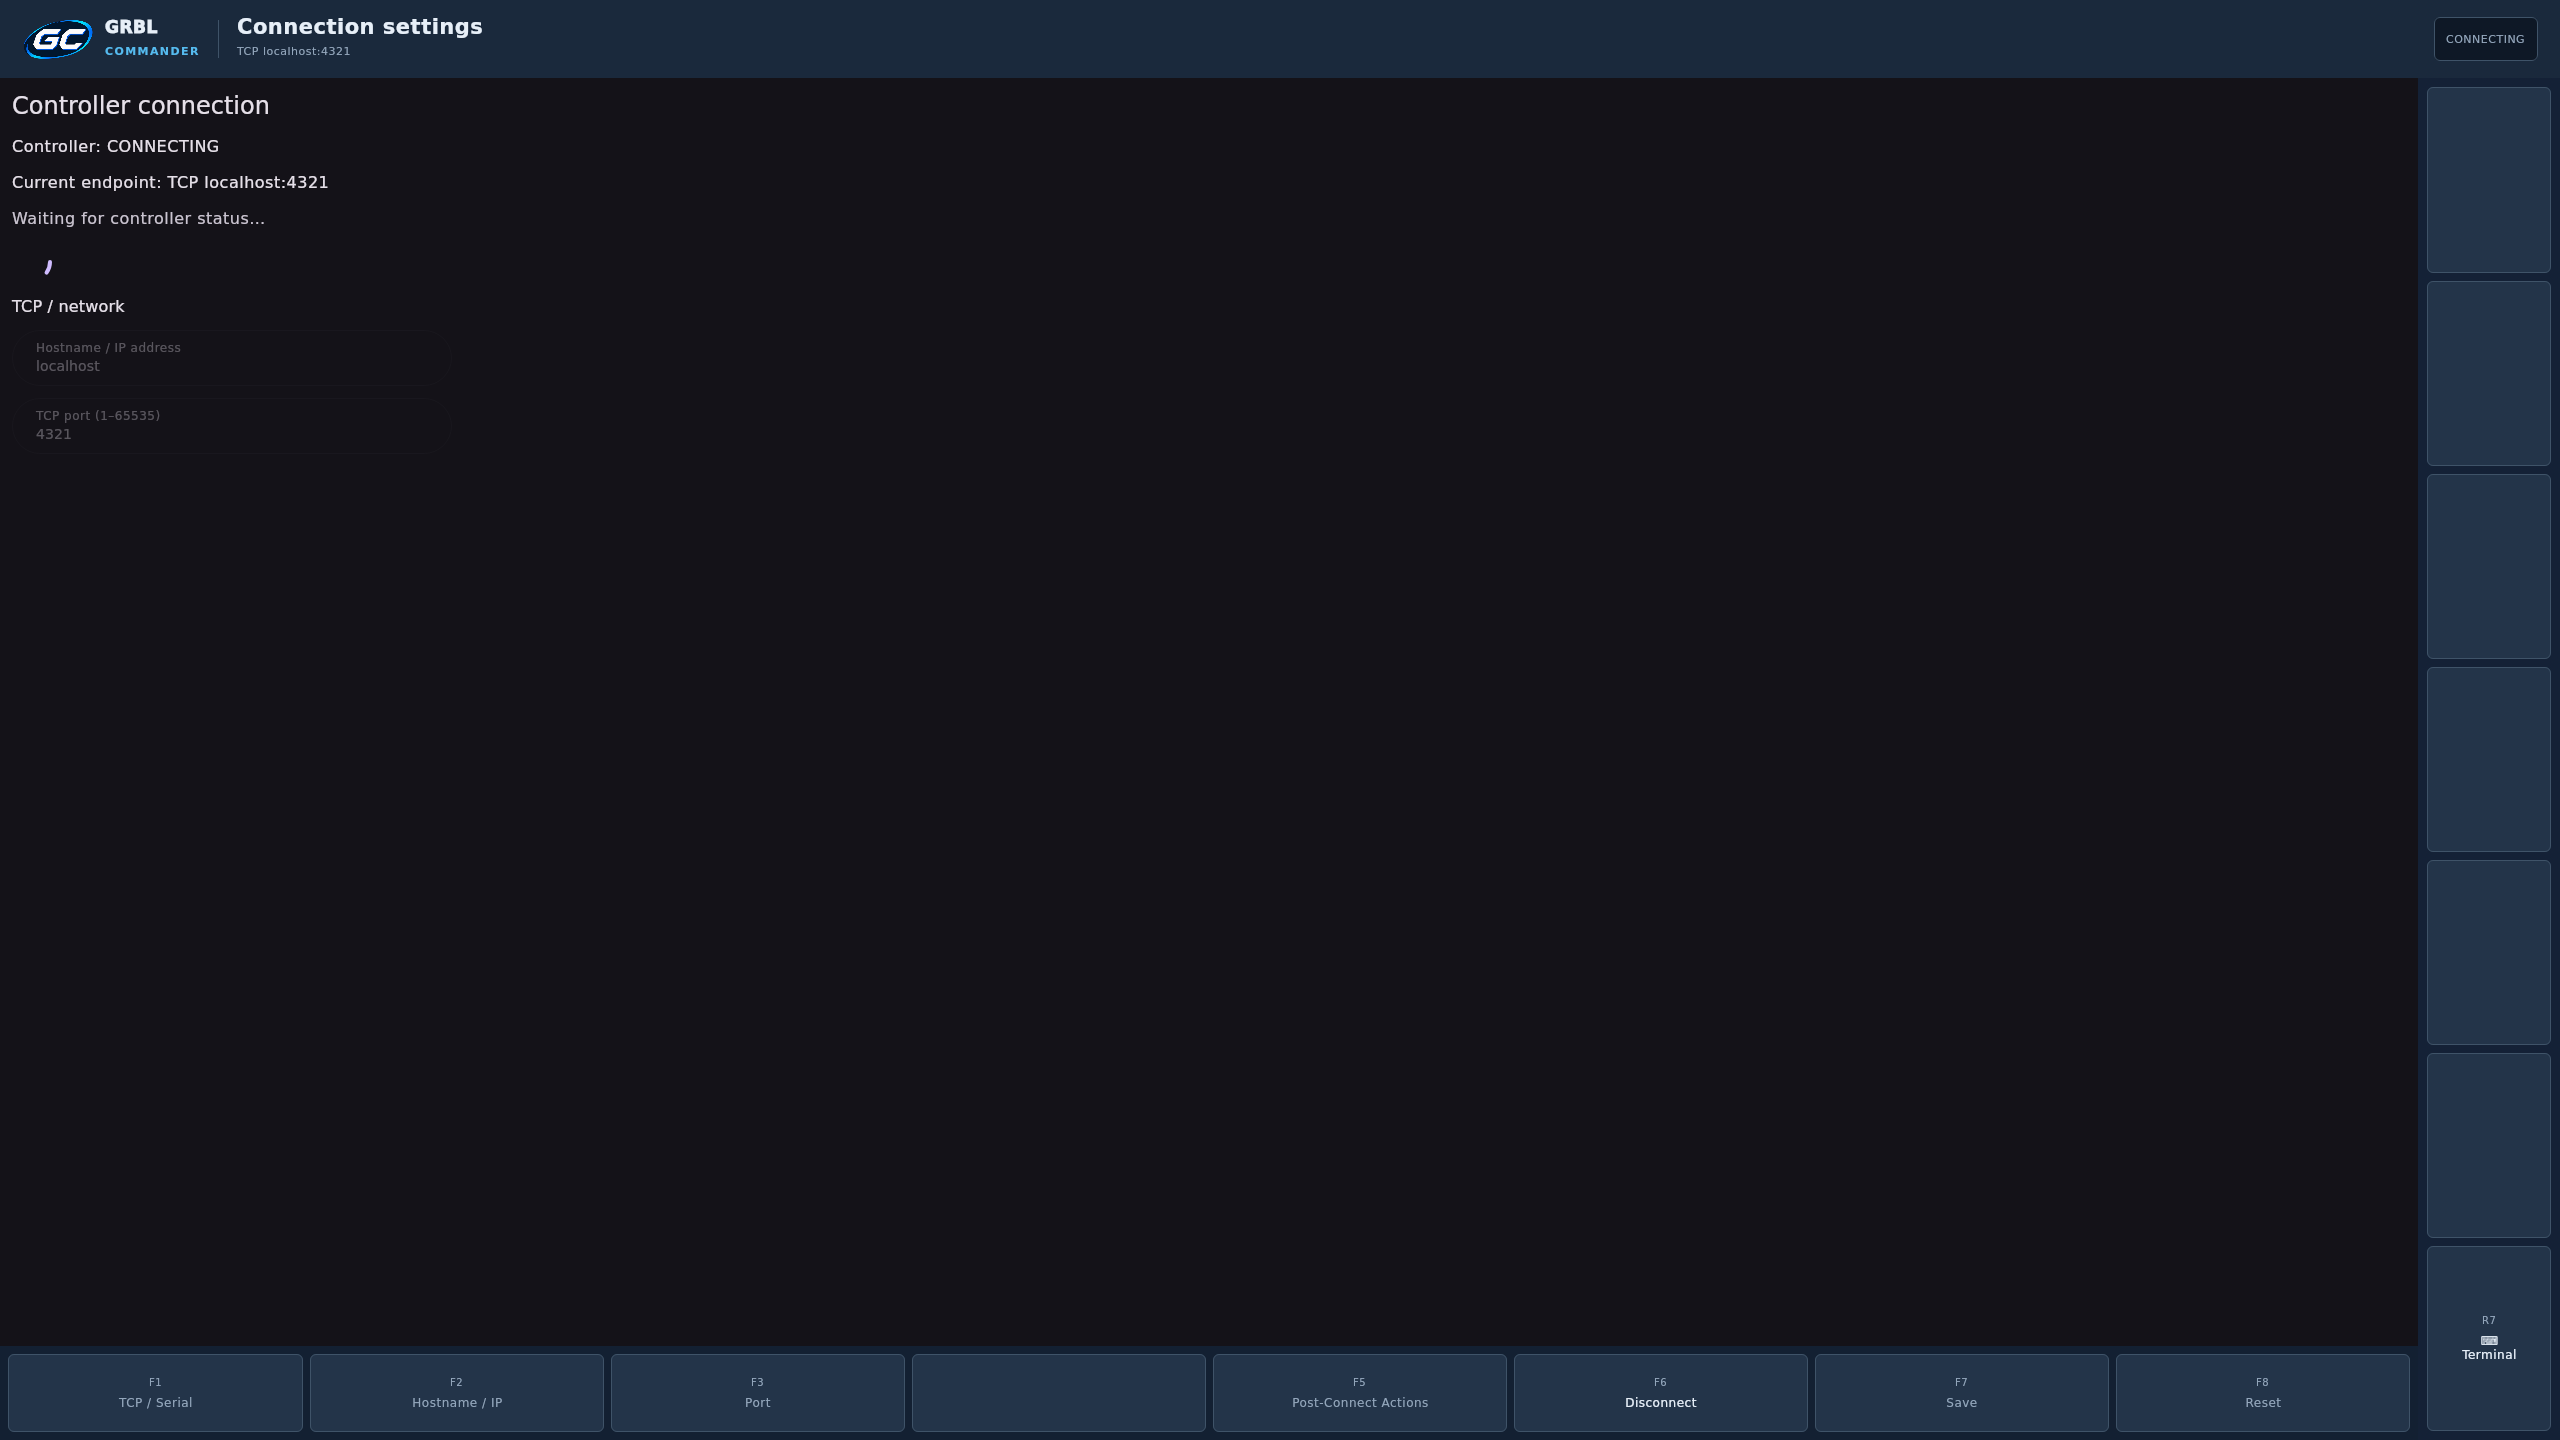 GC
GRBL
COMMANDER
Connection settings
TCP localhost:4321
CONNECTING
Controller connection
Controller: CONNECTING
Current endpoint: TCP localhost:4321
Waiting for controller status...
TCP / network
Hostname / IP address
localhost
TCP port (1–65535)
4321
R7
Terminal
F1
TCP / Serial
F2
Hostname / IP
F3
Port
F5
Post-Connect Actions
F6
Disconnect
F7
Save
F8
Reset